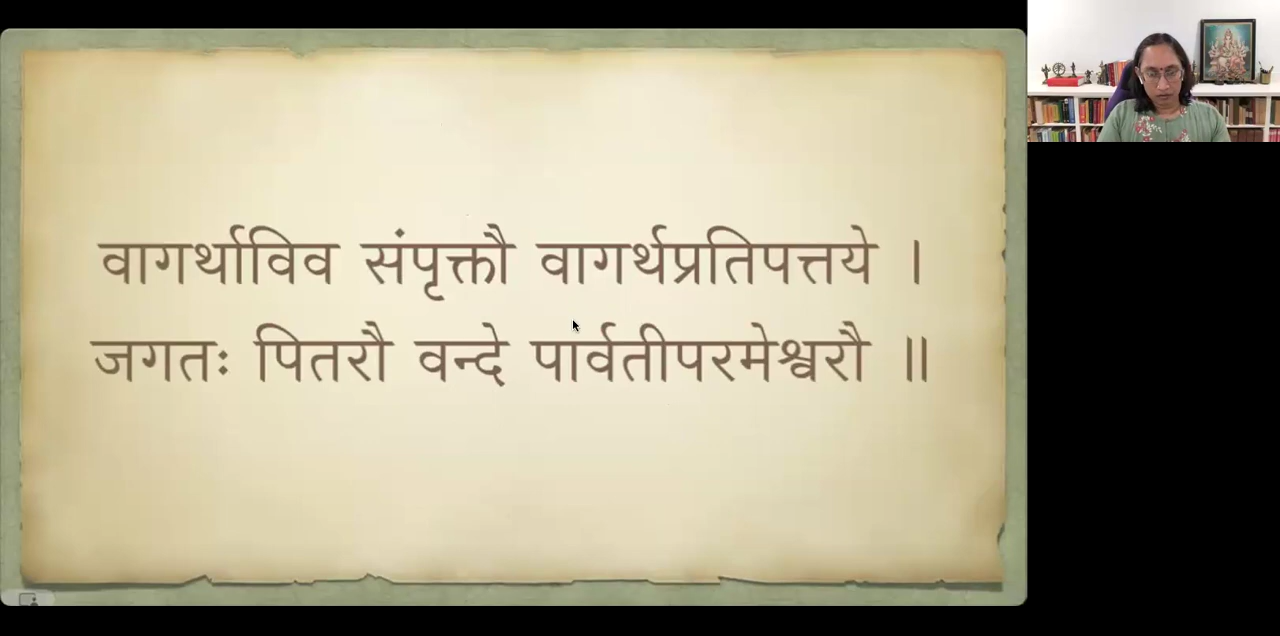 वागर्थाविव संपृक्तौ वागर्थप्रतिपत्तये ।
जगतः पितरौ वन्दे पार्वतीपरमेश्वरौ ॥